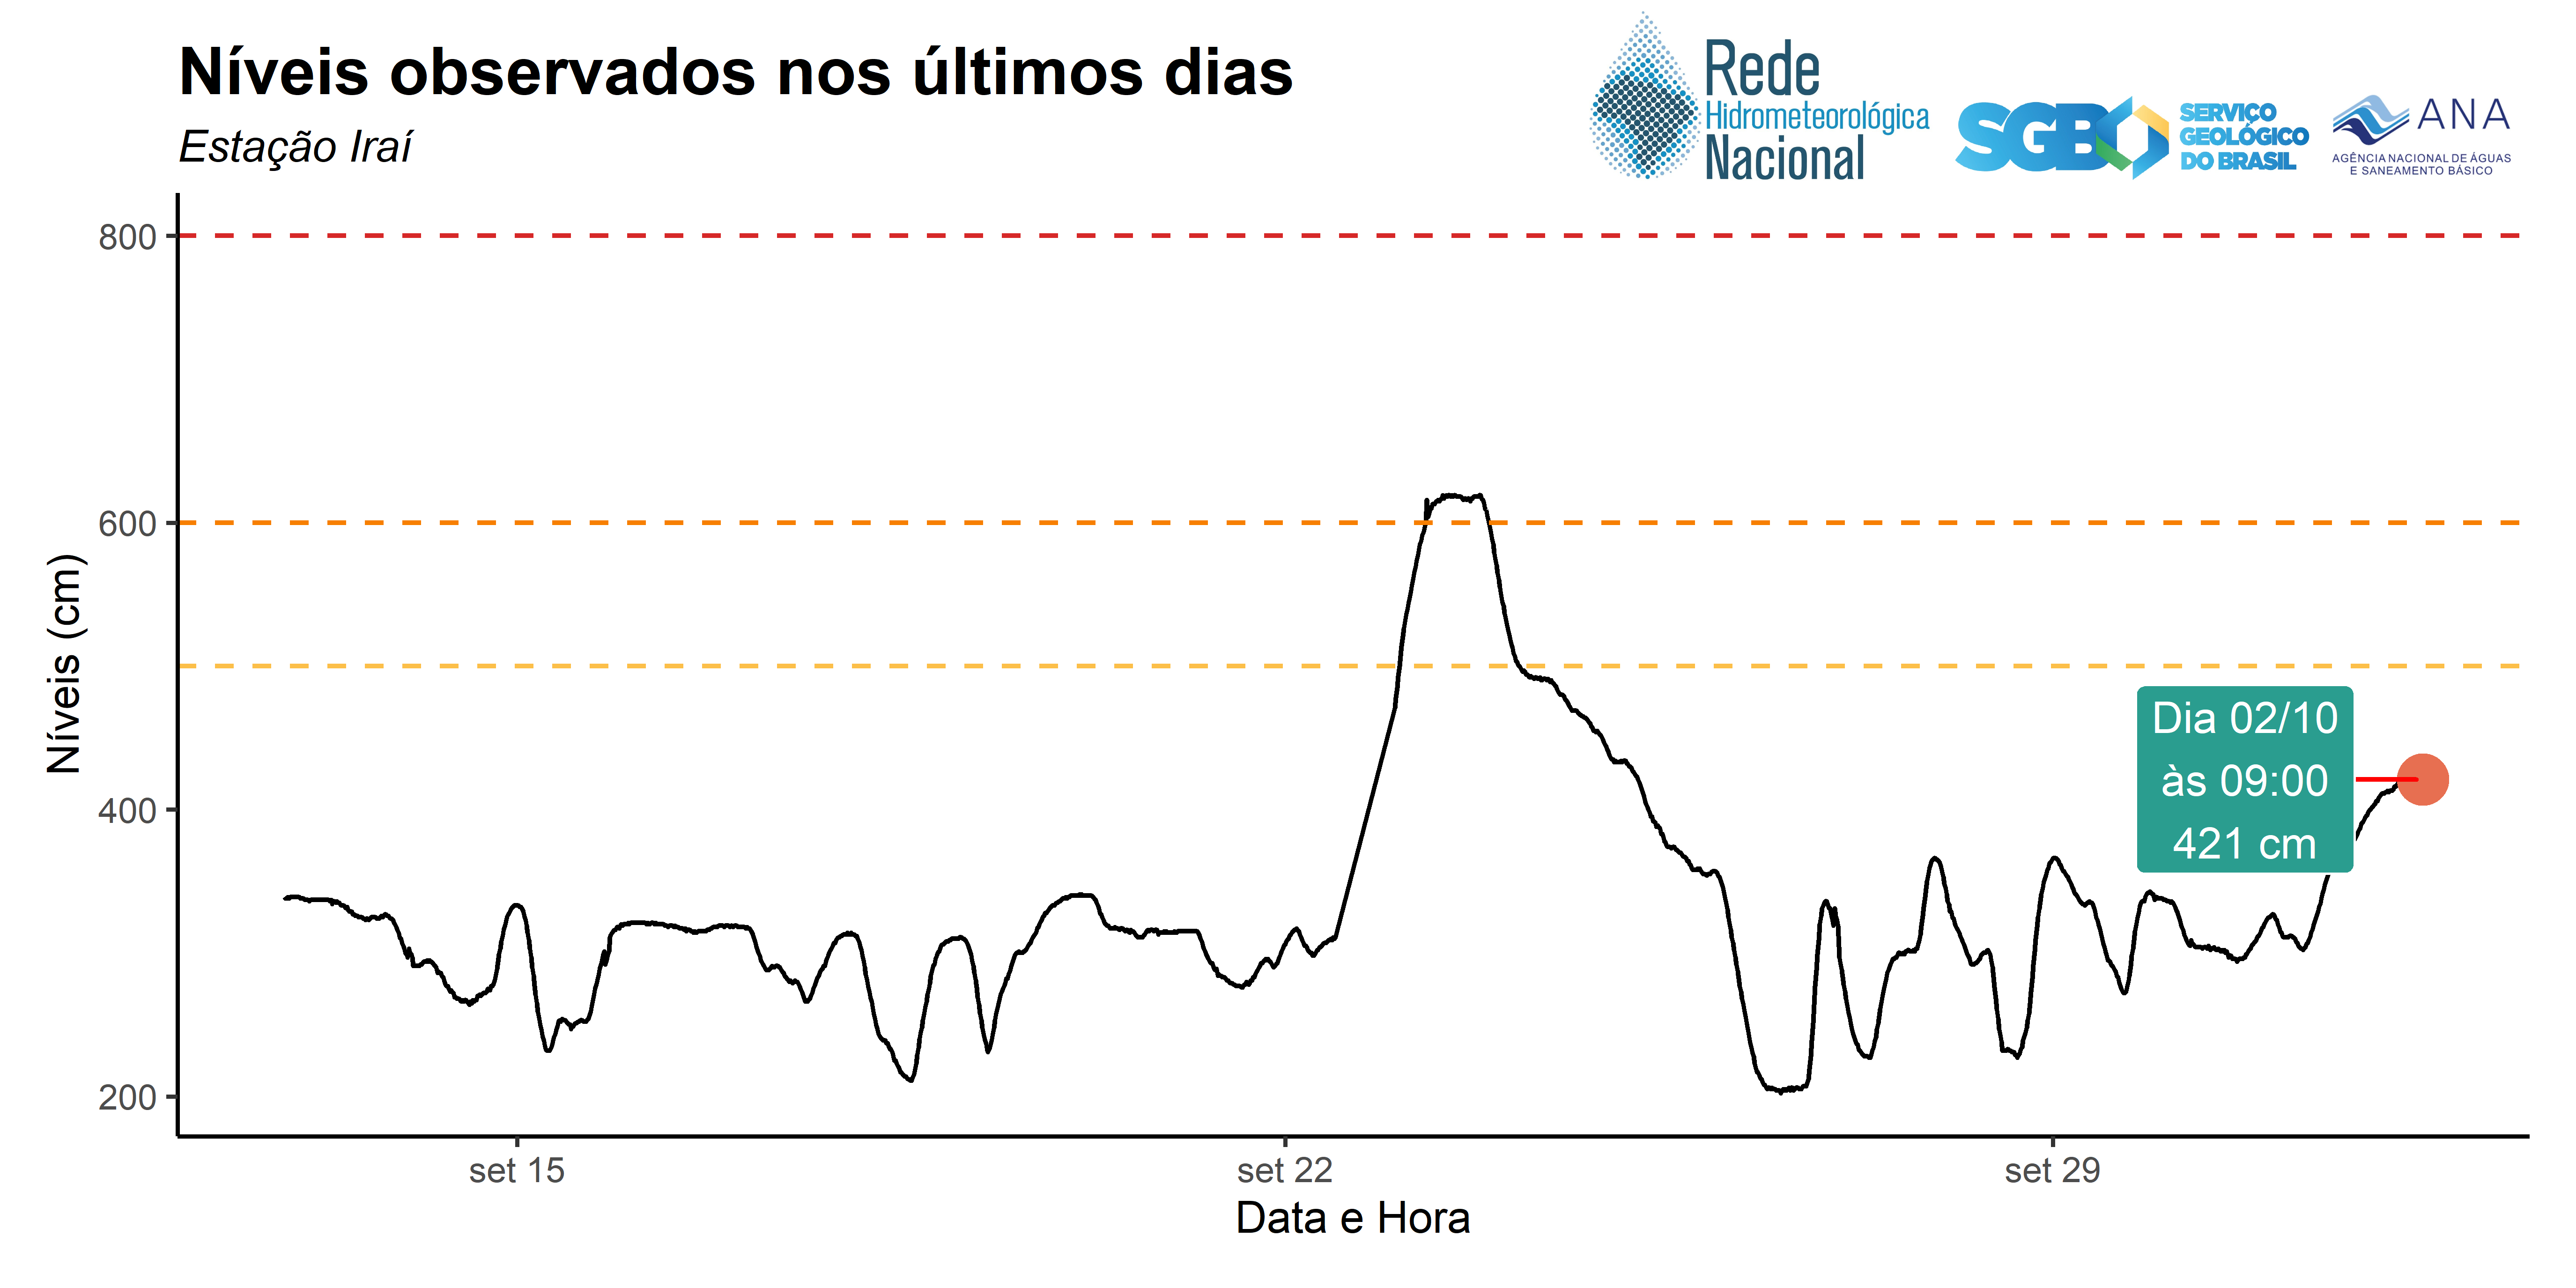 Níveis observados nos últimos dias
Estação Iraí
Rede
Hidrometeorológica
Nacional
SGB
SERVIÇO
GEOLÓGICO
DO BRASIL
ANA
AGÊNCIA NACIONAL DE ÁGUAS
E SANEAMENTO BÁSICO
800
600
400
200
Níveis (cm)
Dia 02/10
às 09:00
421 cm
set 15
set 22
set 29
Data e Hora